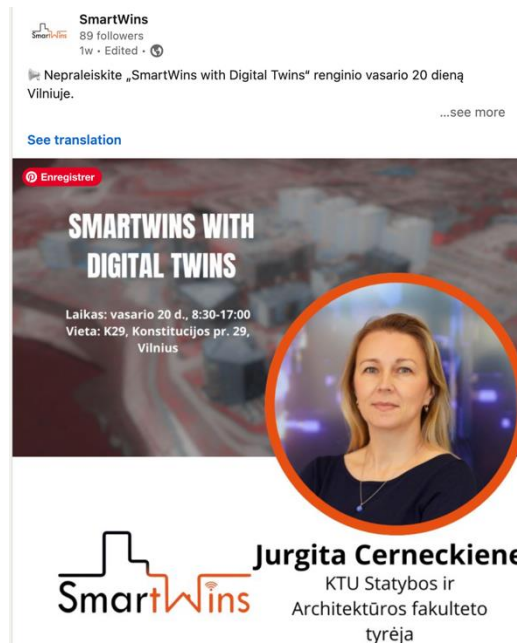 SmartWins
SmartWins
89 followers
1w • Edited •
Nepraleiskite „SmartWins with Digital Twins" renginio vasario 20 dieną
Vilniuje.
...see more
See translation
Enregistrer
SMARTWINS WITH
DIGITAL TWINS
Laikas: vasario 20 d., 8:30-17:00
Vieta: K29, Konstitucijos pr. 29,
Vilnius
SmartWins
Jurgita Cerneckiene
KTU Statybos ir
Architektūros fakulteto
tyrėja